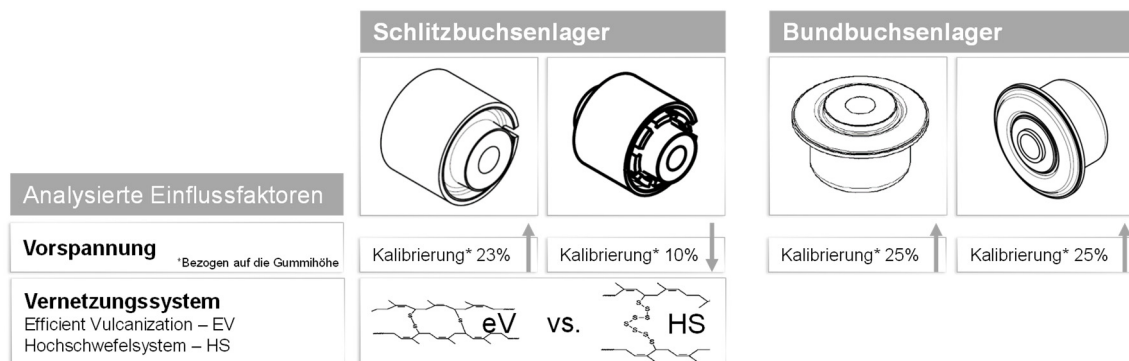 Schlitzbuchsenlager
Bundbuchsenlager
Analysierte Einflussfaktoren
Vorspannung
*Bezogen auf die Gummihöhe
Kalibrierung* 23%
Kalibrierung* 10%
Kalibrierung* 25%
Kalibrierung* 25%
Vernetzungssystem
Efficient Vulcanization – EV
Hochschwefelsystem – HS
eV vs. HS